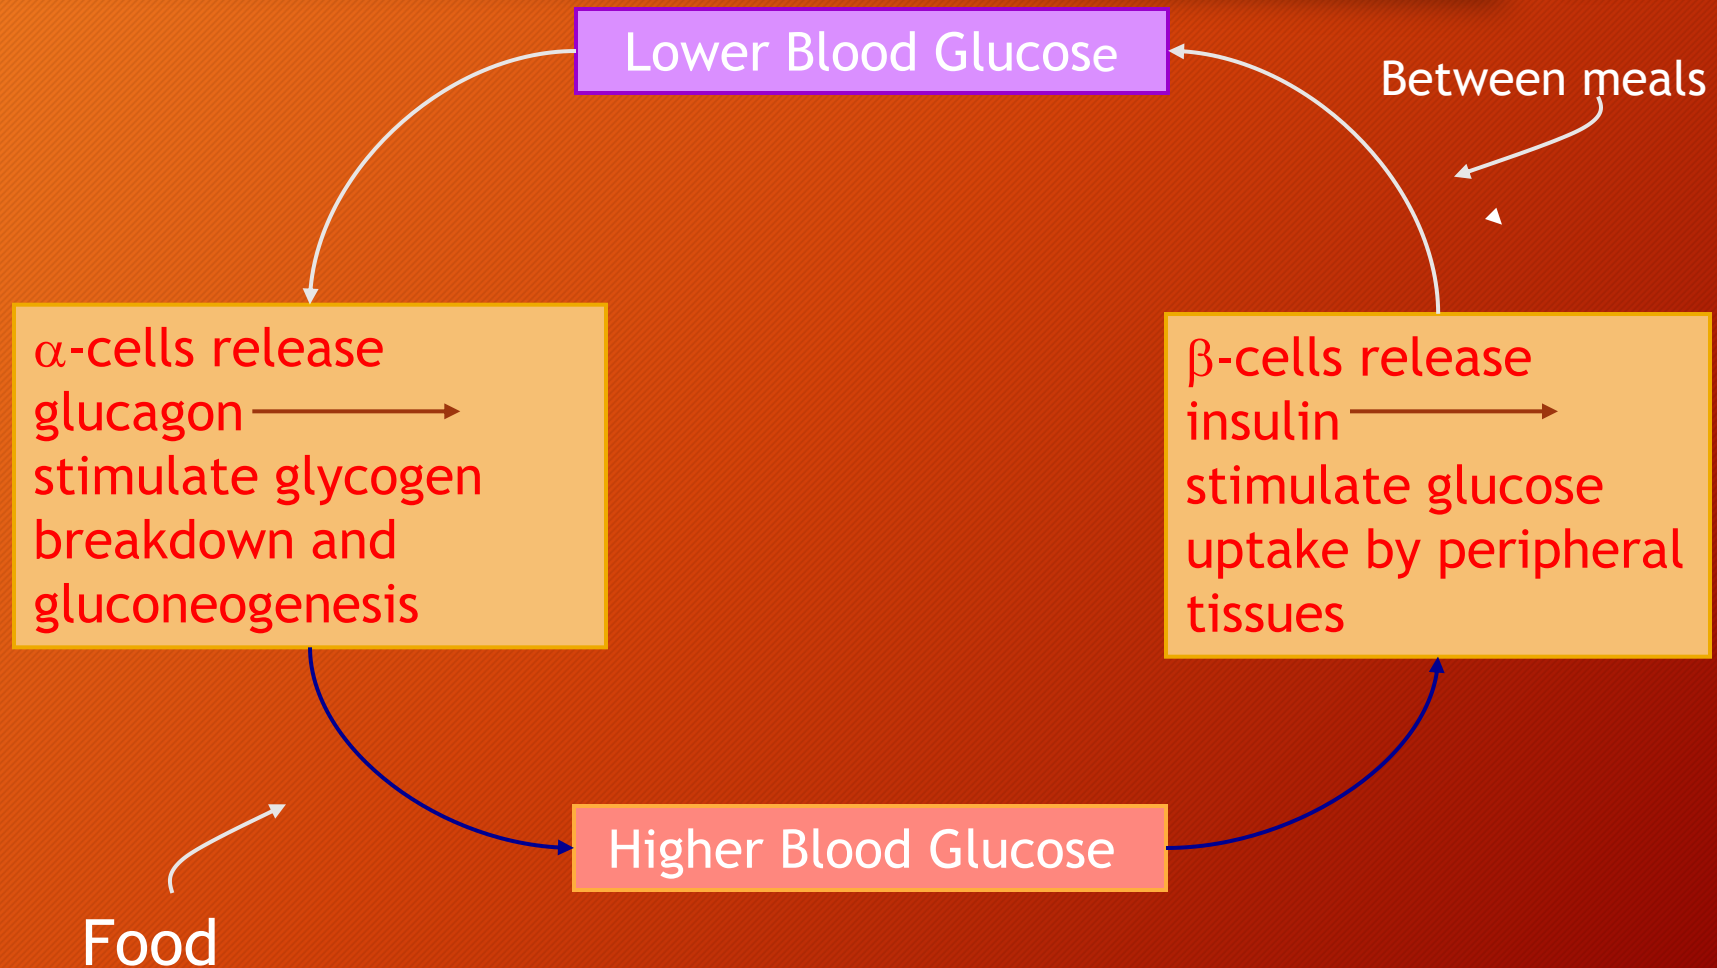 Lower Blood Glucose
Between meals
α-cells release
glucagon
stimulate glycogen
breakdown and
gluconeogenesis
β-cells release
insulin
stimulate glucose
uptake by peripheral
tissues
Higher Blood Glucose
Food